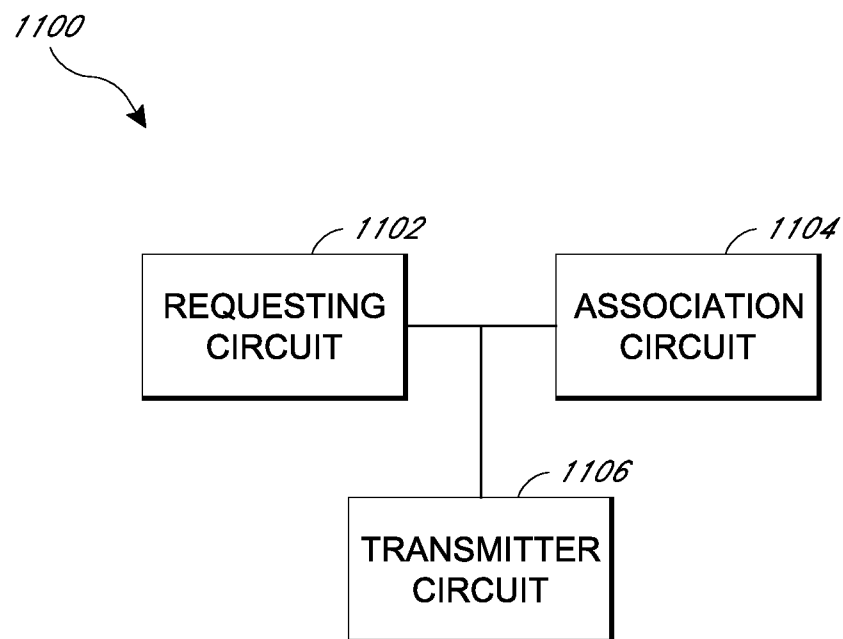 1100
1102
1104
REQUESTING
CIRCUIT
ASSOCIATION
CIRCUIT
1106
TRANSMITTER
CIRCUIT